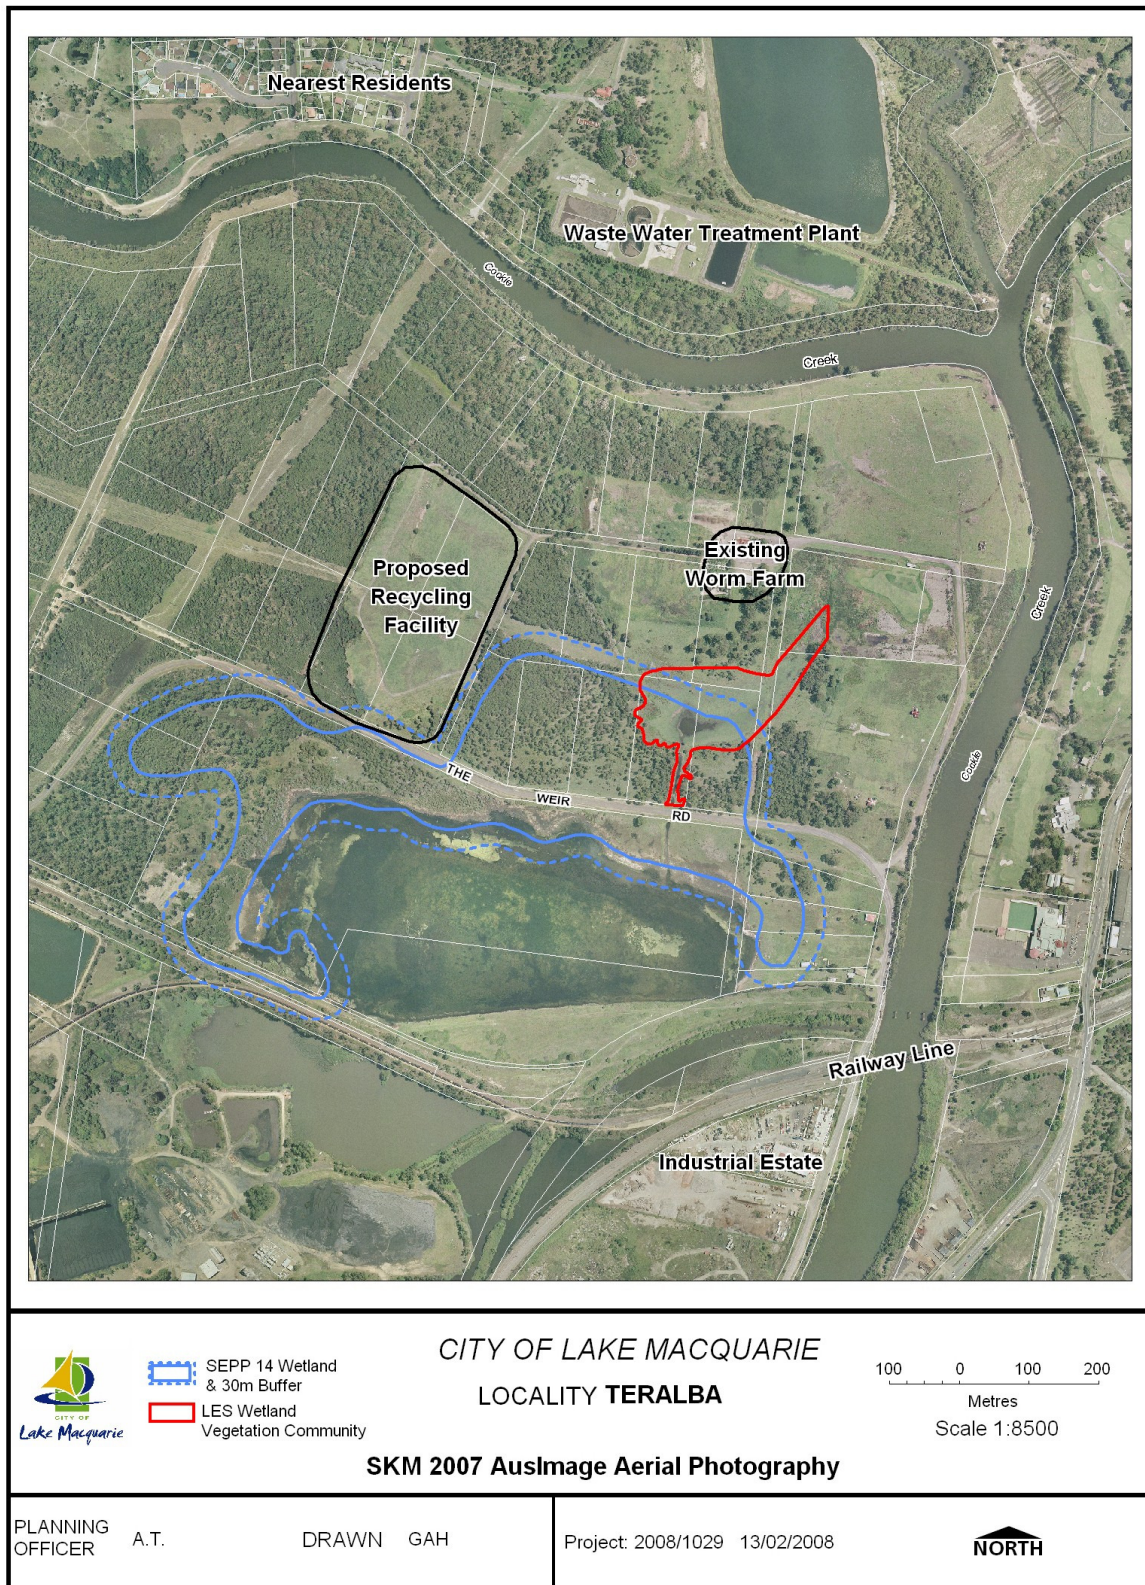 Nearest Residents
Waste Water Treatment Plant
Cockle
Creek
Existing
Worm Farm
Proposed
Recycling
Facility
Creek
Cockle
THE
WEIR
RD
Railway Line
Industrial Estate
CITY OF
Lake Macquarie
SEPP 14 Wetland
& 30m Buffer
LES Wetland
Vegetation Community
CITY OF LAKE MACQUARIE
LOCALITY TERALBA
SKM 2007 AusImage Aerial Photography
100 0 100 200
Metres
Scale 1:8500
PLANNING
OFFICER
A.T.
DRAWN GAH
Project: 2008/1029 13/02/2008
NORTH